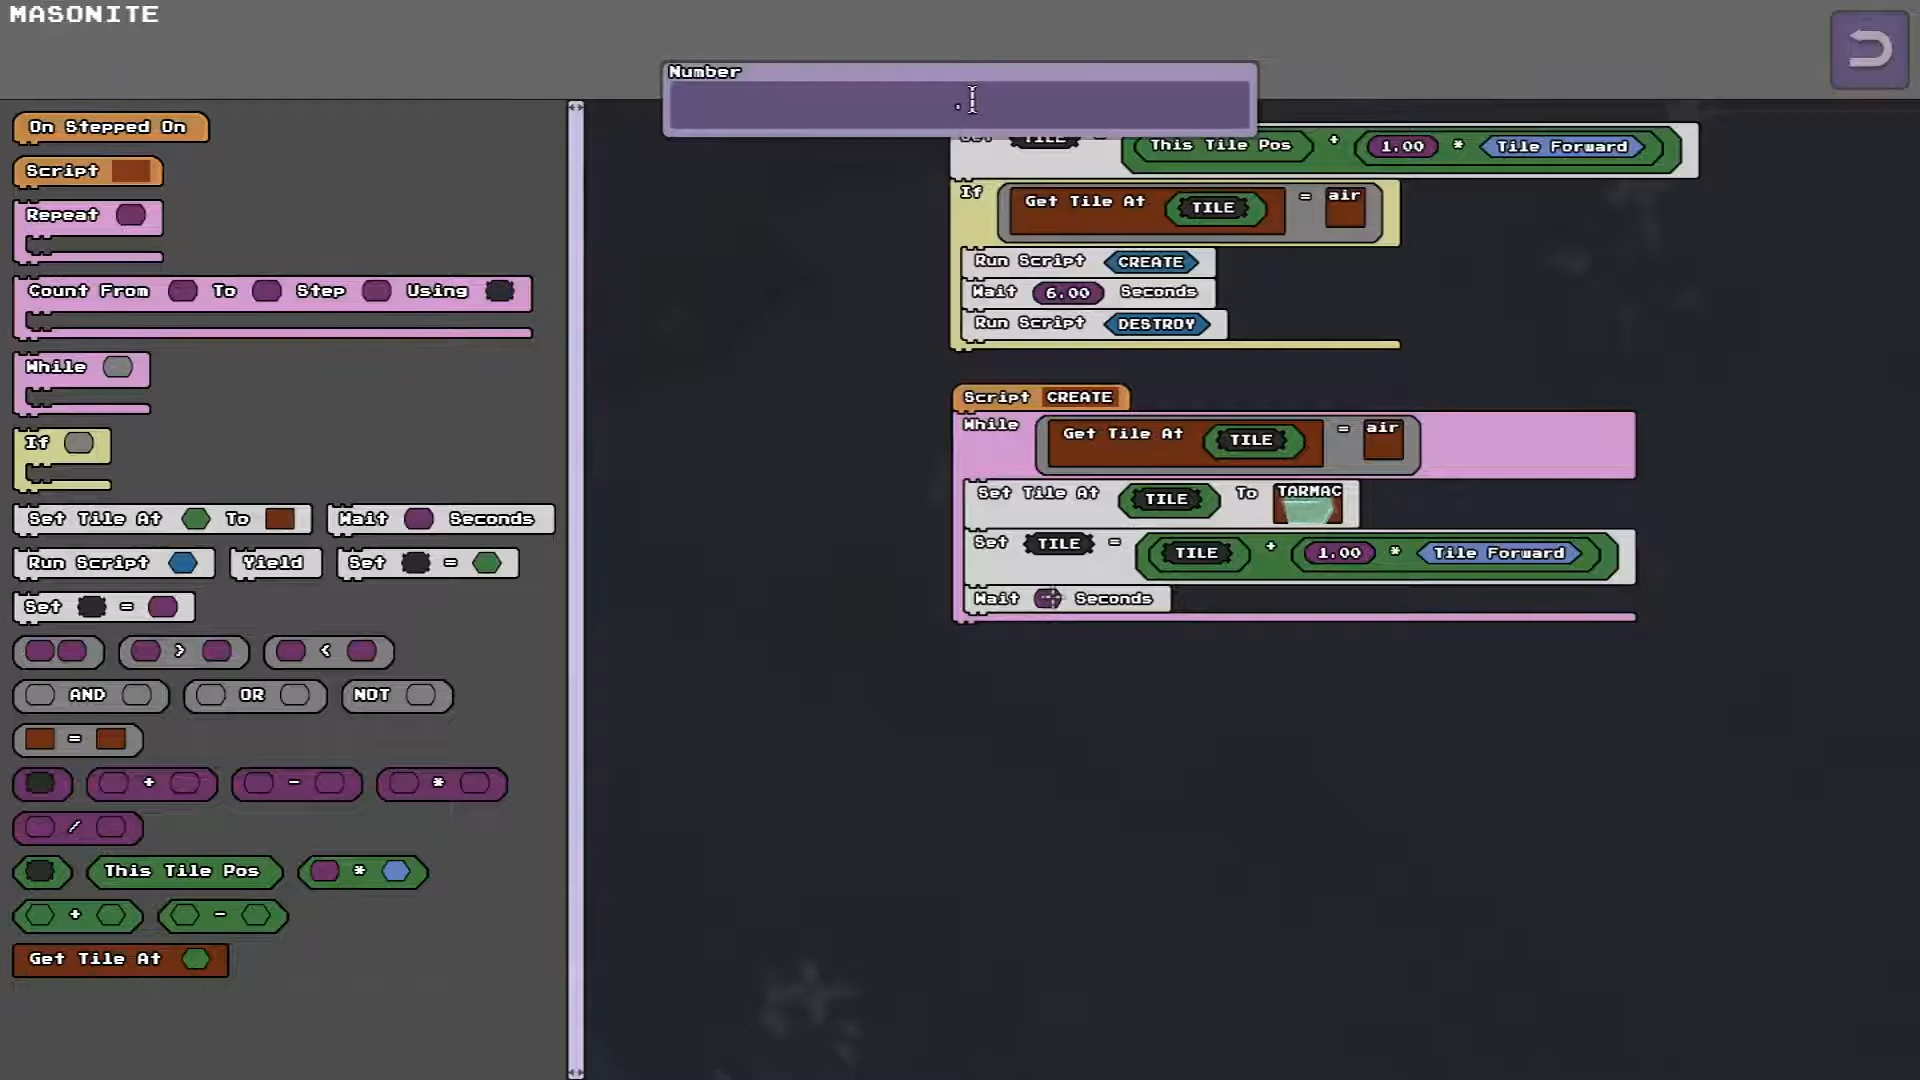 MASONITE
Number
.
On Stepped On
Script
Repeat
Count From To Step Using
While
If
Set Tile At To
Wait Seconds
Run Script
Yield
Set =
Set =
>
<
AND
OR
NOT
=
+
-
*
/
This Tile Pos
*
+
-
Get Tile At
Set TILE = This Tile Pos + 1.00 * Tile Forward
If Get Tile At TILE = air
Run Script CREATE
Wait 6.00 Seconds
Run Script DESTROY
Script CREATE
While Get Tile At TILE = air
Set Tile At TILE To TARMAC
Set TILE = TILE + 1.00 * Tile Forward
Wait Seconds